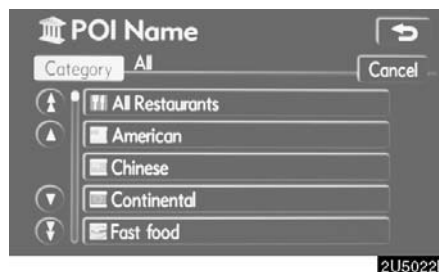 POI Name
Category All
Cancel
All Restaurants
American
Chinese
Continental
Fast food
2U5022